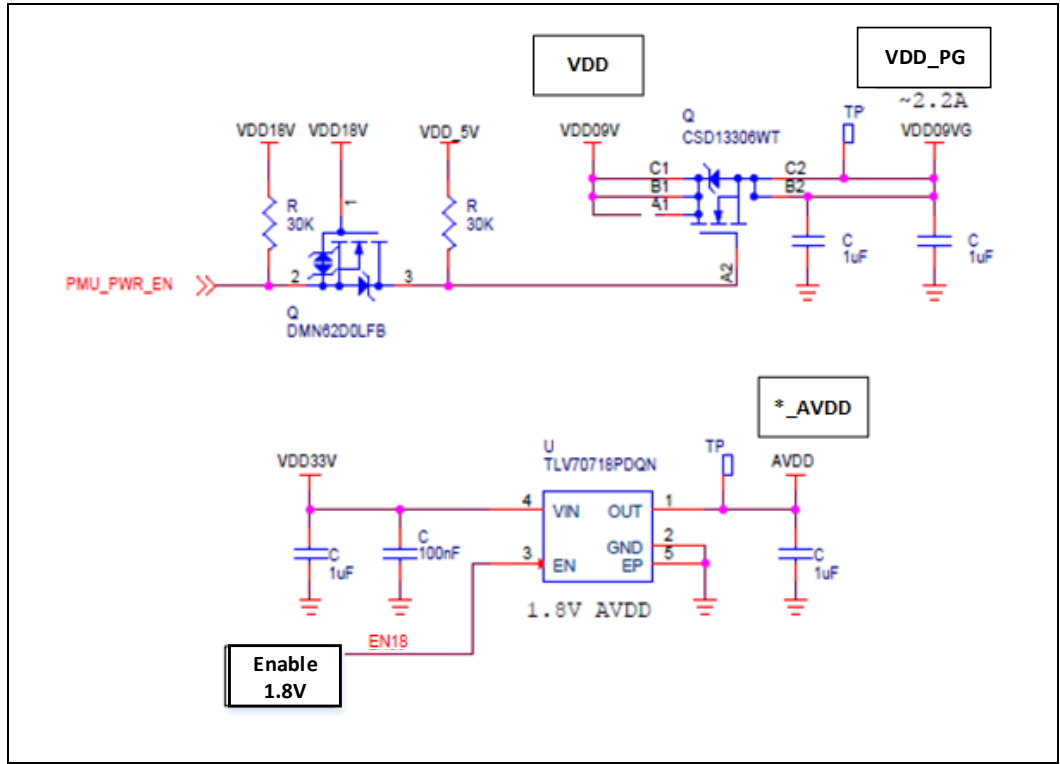 VDD
VDD_PG
~2.2A
VDD18V
VDD18V
VDD_5V
VDD09V
Q
CSD13306WT
TP
VDD09VG
C1
B1
A1
C2
B2
A2
R
30K
1
R
30K
C
1uF
C
1uF
PMU_PWR_EN
2
3
Q
DMN62D0LFB
*_AVDD
VDD33V
U
TLV70718PDQN
TP
AVDD
4
VIN
OUT
1
C
1uF
C
100nF
3
EN
GND
2
EP
5
C
1uF
1.8V AVDD
EN18
Enable
1.8V